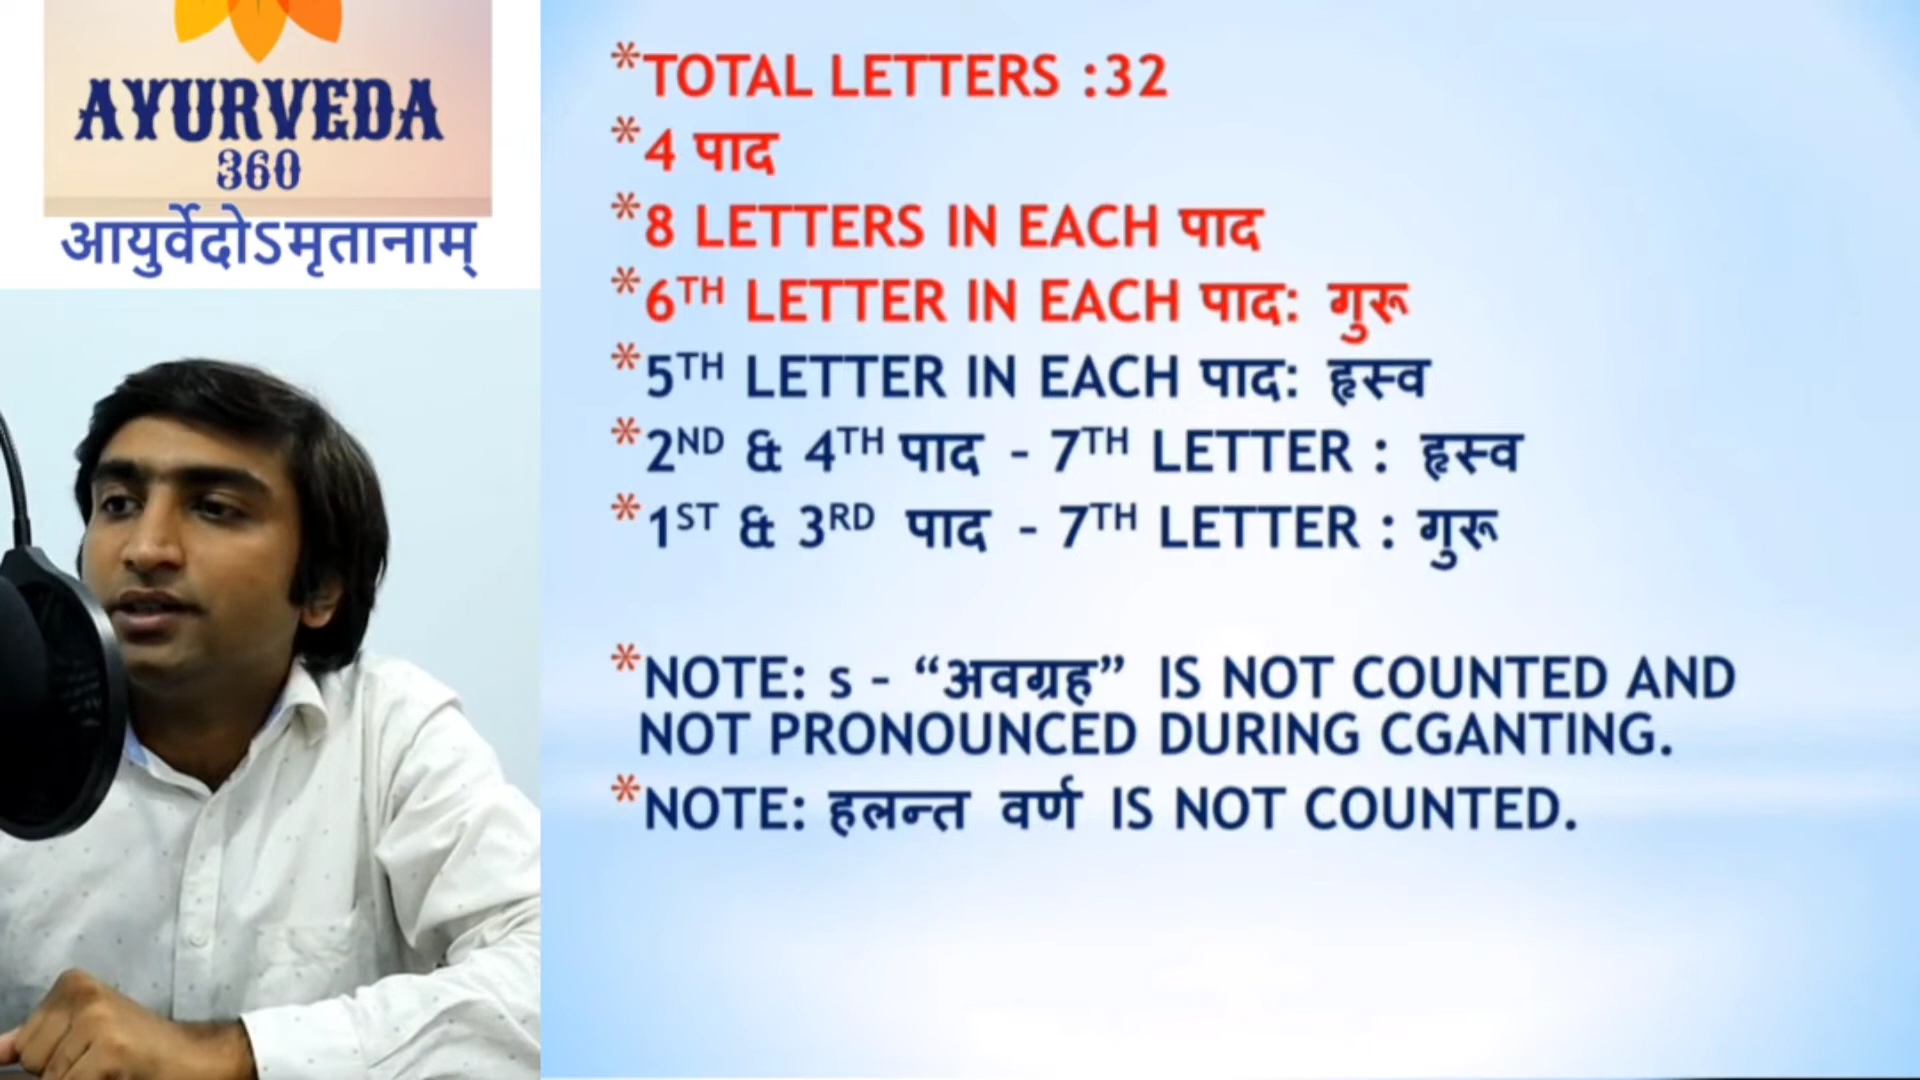 AYURVEDA
360
आयुर्वेदोऽमृतानाम्
*TOTAL LETTERS :32
*4 पाद
*8 LETTERS IN EACH पाद
*6TH LETTER IN EACH पाद: गुरू
*5TH LETTER IN EACH पाद: हृस्व
*2ND & 4TH पाद - 7TH LETTER : हृस्व
*1ST & 3RD पाद - 7TH LETTER : गुरू
*NOTE: s - “अवग्रह” IS NOT COUNTED AND
NOT PRONOUNCED DURING CGANTING.
*NOTE: हलन्त वर्ण IS NOT COUNTED.